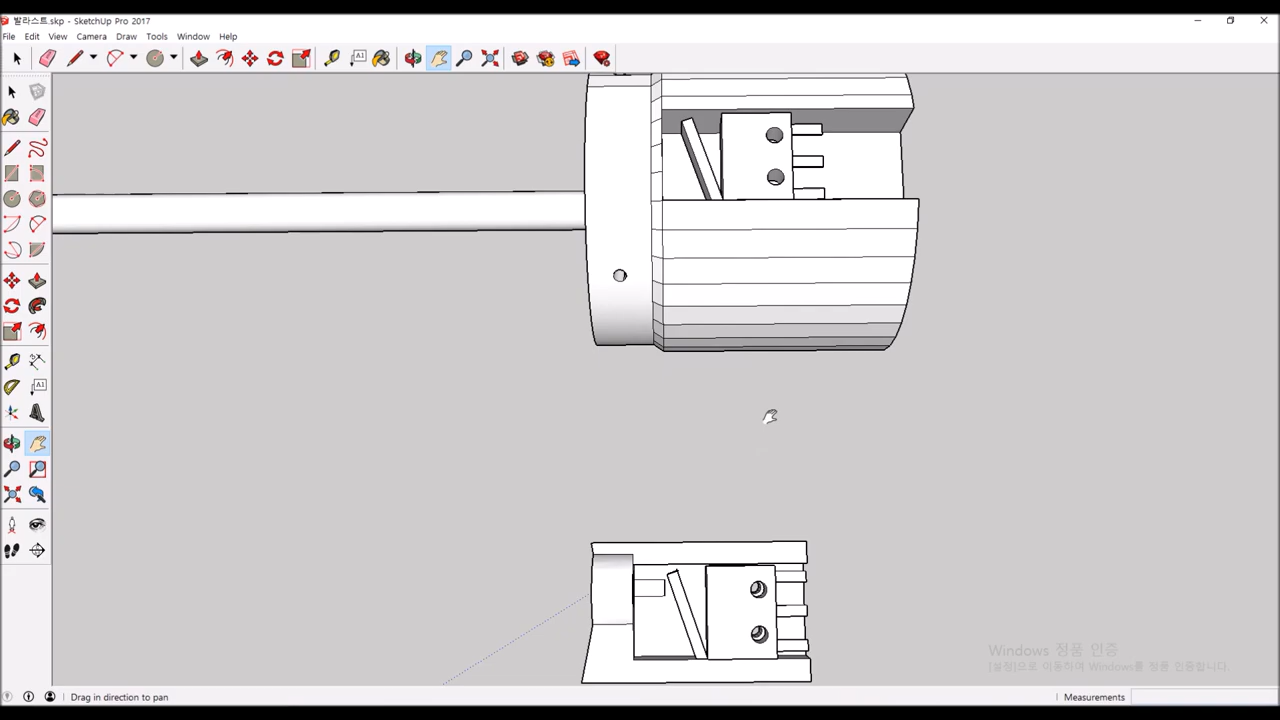 발라스트.skp - SketchUp Pro 2017
File Edit View Camera Draw Tools Window Help
A1
A1
Windows 정품 인증
[설정]으로 이동하여 Windows를 정품 인증합니다.
Drag in direction to pan
Measurements